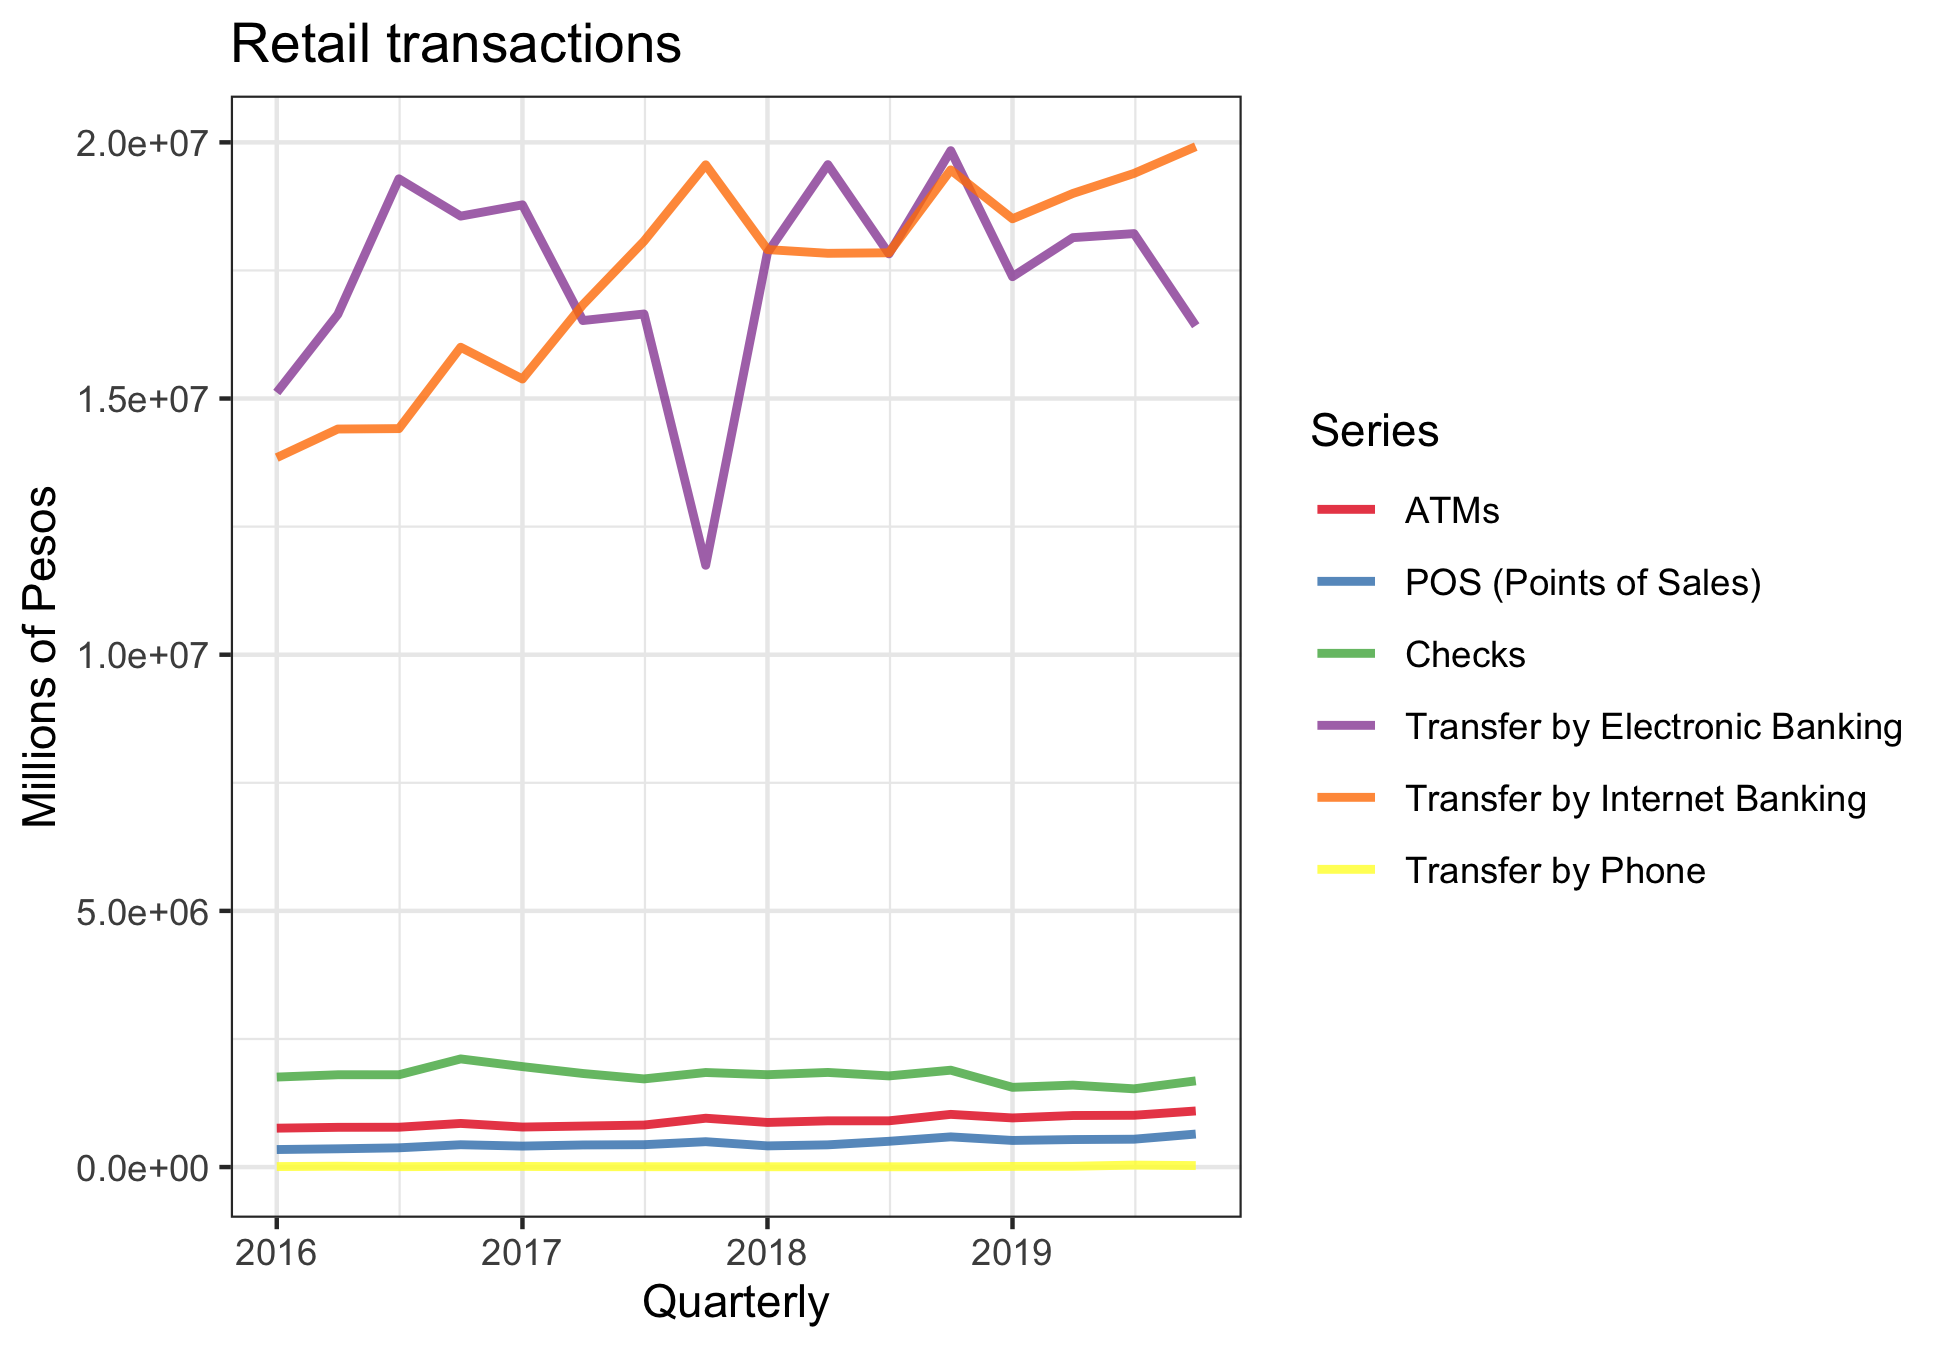 Retail transactions
Millions of Pesos
2.0e+07
1.5e+07
1.0e+07
5.0e+06
0.0e+00
2016 2017 2018 2019
Quarterly
Series
ATMs
POS (Points of Sales)
Checks
Transfer by Electronic Banking
Transfer by Internet Banking
Transfer by Phone